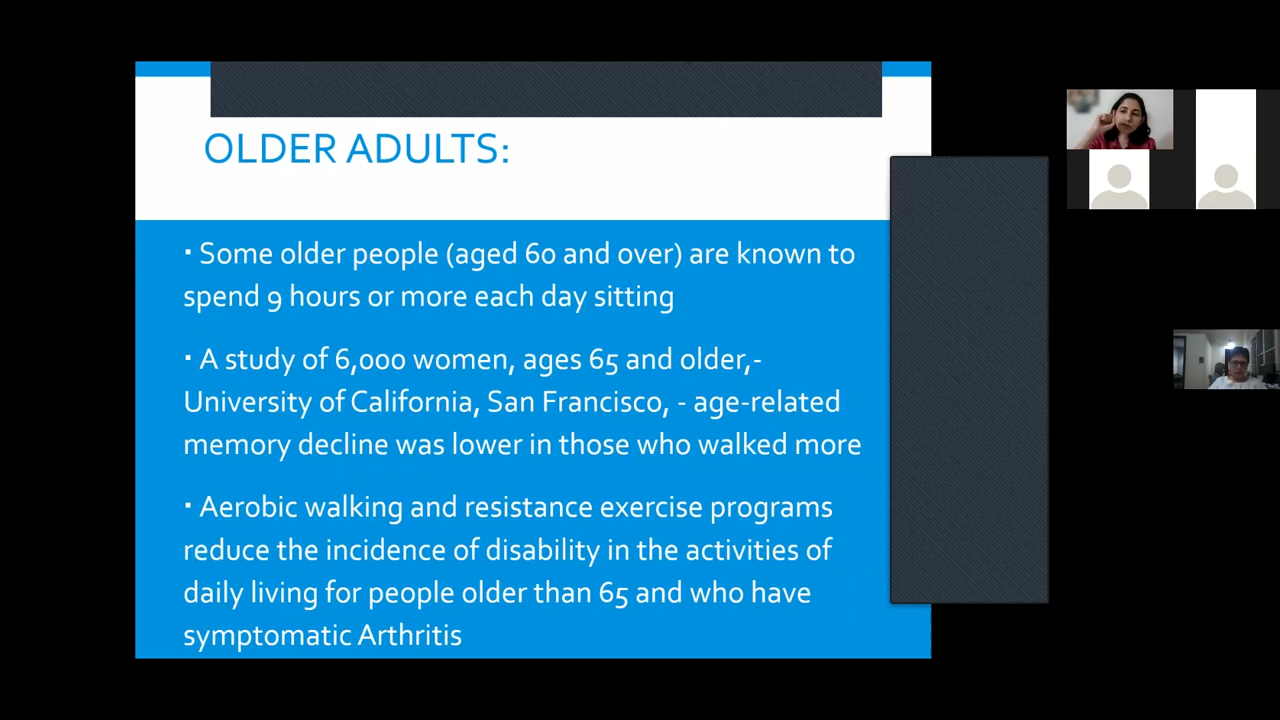 OLDER ADULTS:
▪ Some older people (aged 60 and over) are known to
spend 9 hours or more each day sitting
▪ A study of 6,000 women, ages 65 and older,-
University of California, San Francisco, - age-related
memory decline was lower in those who walked more
▪ Aerobic walking and resistance exercise programs
reduce the incidence of disability in the activities of
daily living for people older than 65 and who have
symptomatic Arthritis